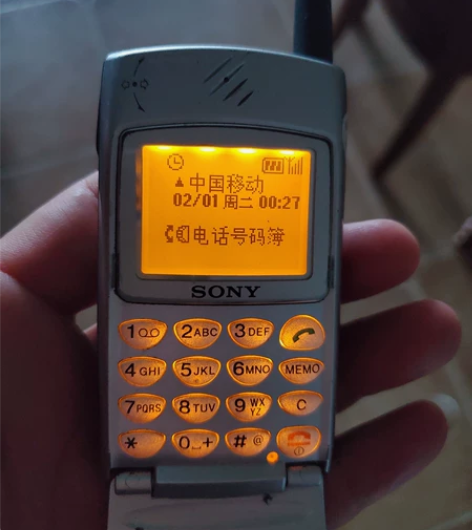 ▲中国移动
02/01 周二 00:27
电话号码簿
SONY
1 2ABC 3DEF
4GHI 5JKL 6MNO MEMO
7PQRS 8TUV 9WXYZ C
* 0␣+ # @